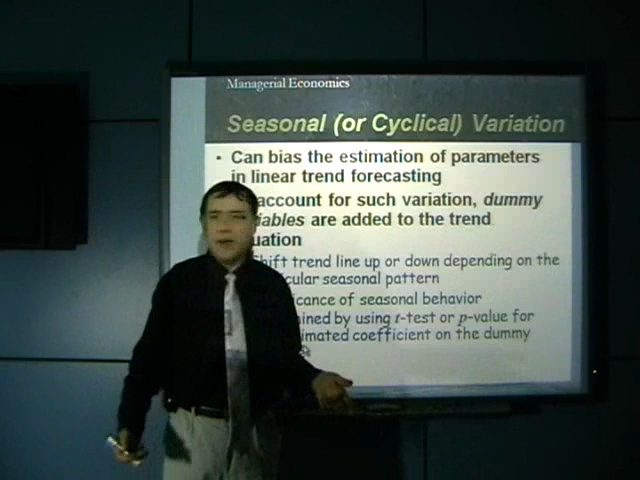 Managerial Economics
Seasonal (or Cyclical) Variation
• Can bias the estimation of parameters
in linear trend forecasting
account for such variation, dummy
are added to the trend
shift trend line up or down depending on the
seasonal pattern
of seasonal behavior
by using t-test or p-value for
coefficient on the dummy